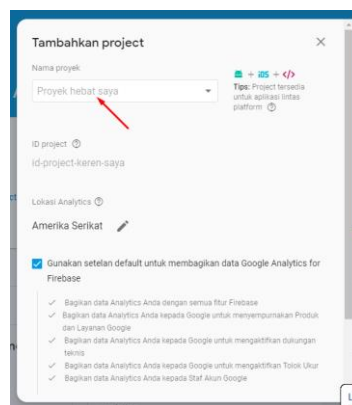 Tambahkan project
Nama proyek
Proyek hebat saya
+ iOS + </>
Tips: Project tersedia
untuk aplikasi lintas
platform
ID project
id-project-keren-saya
Lokasi Analytics
Amerika Serikat
Gunakan setelan default untuk membagikan data Google Analytics for
Firebase
Bagikan data Analytics Anda dengan semua fitur Firebase
Bagikan data Analytics Anda kepada Google untuk menyempurnakan Produk
dan Layanan Google
Bagikan data Analytics Anda kepada Google untuk mengaktifkan dukungan
teknis
Bagikan data Analytics Anda kepada Google untuk mengaktifkan Tolok Ukur
Bagikan data Analytics Anda kepada Staf Akun Google